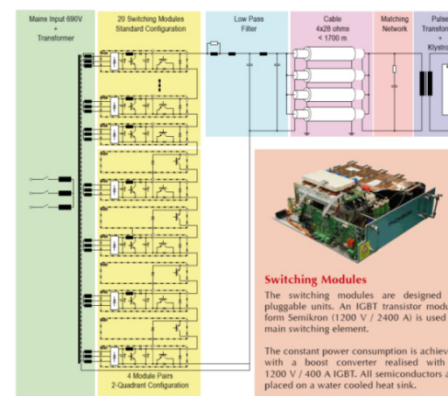 Mains Input 690V
+
Transformer
20 Switching Modules
Standard Configuration
Low Pass
Filter
Cable
4x28 ohms
< 1700 m
Matching
Network
Pulse
Transfor
+
Klystro
4 Module Pairs
2-Quadrant Configuration
Switching Modules
The switching modules are designed
pluggable units. An IGBT transistor modu
form Semikron (1200 V / 2400 A) is used
main switching element.
The constant power consumption is achiev
with a boost converter realised with
1200 V / 400 A IGBT. All semiconductors a
placed on a water cooled heat sink.